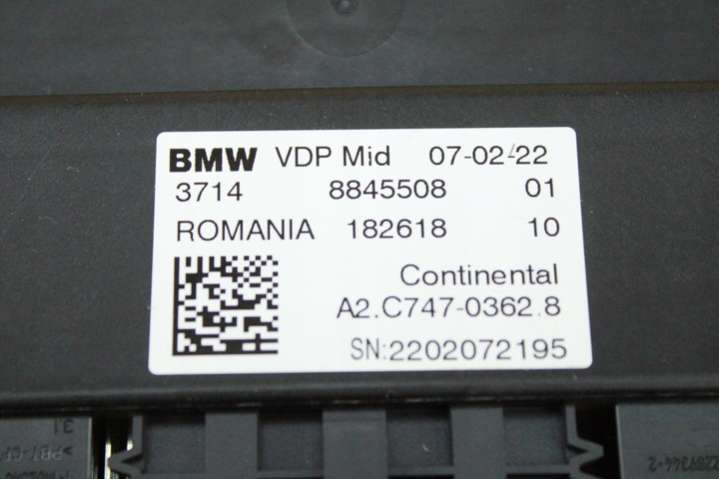 BMW VDP Mid 07-02-22
3714 8845508 01
ROMANIA 182618 10
Continental
A2.C747-0362.8
SN:2202072195
31